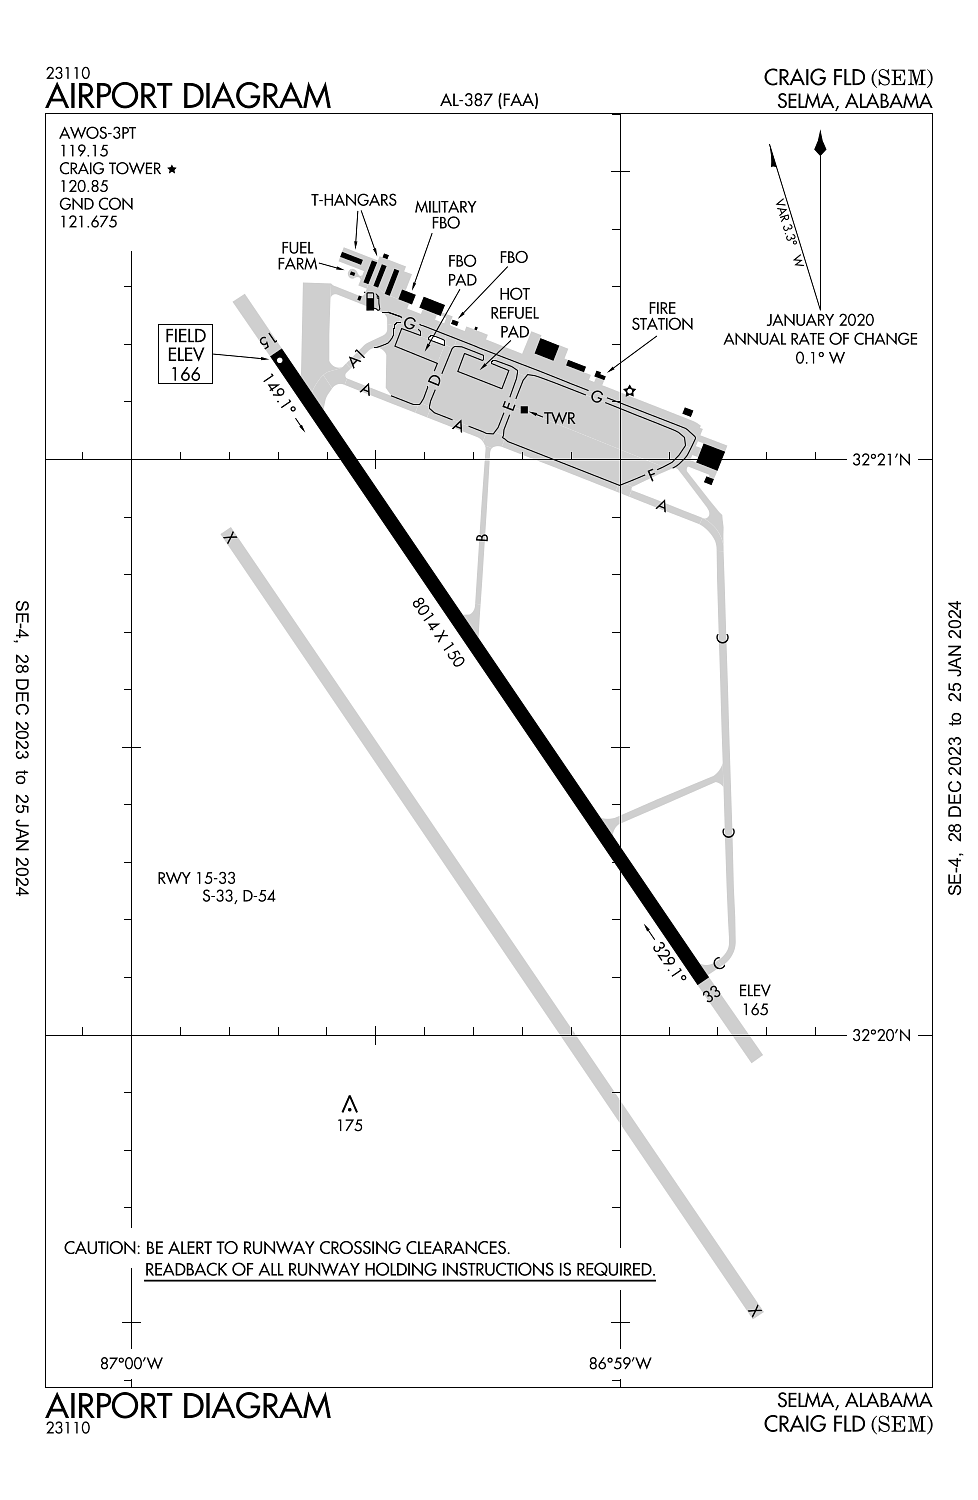 23110
AIRPORT DIAGRAM
AL-387 (FAA)
CRAIG FLD (SEM)
SELMA, ALABAMA
AWOS-3PT
119.15
CRAIG TOWER ★
120.85
GND CON
121.675
T-HANGARS
MILITARY
FBO
FUEL
FARM
FBO
PAD
FBO
HOT
REFUEL
PAD
FIRE
STATION
VAR 3.3° W
JANUARY 2020
ANNUAL RATE OF CHANGE
0.1° W
FIELD
ELEV
166
15
149.1°
A1
A
G
D
E
TWR
G
A
F
A
32°21'N
X
B
8014 X 150
C
C
RWY 15-33
S-33, D-54
329.1°
C
33
ELEV
165
32°20'N
175
CAUTION: BE ALERT TO RUNWAY CROSSING CLEARANCES.
READBACK OF ALL RUNWAY HOLDING INSTRUCTIONS IS REQUIRED.
X
87°00'W
86°59'W
SE-4, 28 DEC 2023 to 25 JAN 2024
SE-4, 28 DEC 2023 to 25 JAN 2024
AIRPORT DIAGRAM
23110
SELMA, ALABAMA
CRAIG FLD (SEM)